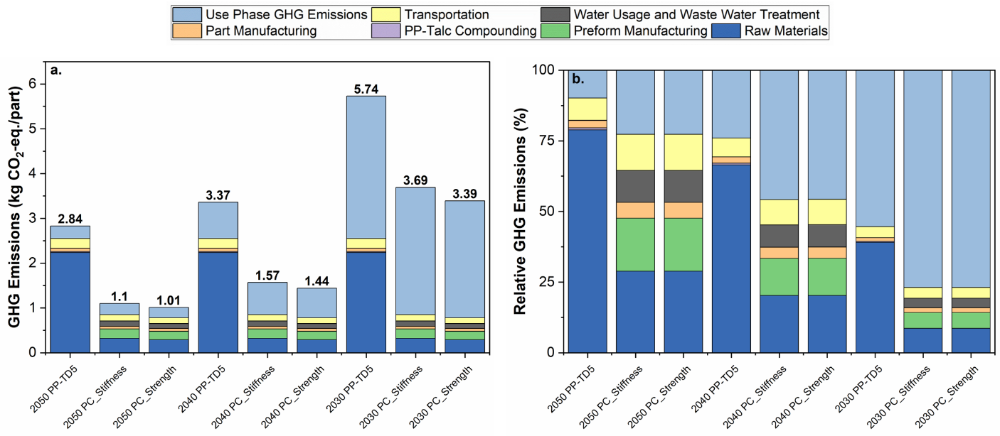 Use Phase GHG Emissions Transportation Water Usage and Waste Water Treatment
Part Manufacturing PP-Talc Compounding Preform Manufacturing Raw Materials
a.
GHG Emissions (kg CO₂-eq./part)
6
5
4
3
2
1
0
2.84
1.1
1.01
3.37
1.57
1.44
5.74
3.69
3.39
2050 PP-TD5
2050 PC_Stiffness
2050 PC_Strength
2040 PP-TD5
2040 PC_Stiffness
2040 PC_Strength
2030 PP-TD5
2030 PC_Stiffness
2030 PC_Strength
b.
Relative GHG Emissions (%)
100
75
50
25
0
2050 PP-TD5
2050 PC_Stiffness
2050 PC_Strength
2040 PP-TD5
2040 PC_Stiffness
2040 PC_Strength
2030 PP-TD5
2030 PC_Stiffness
2030 PC_Strength